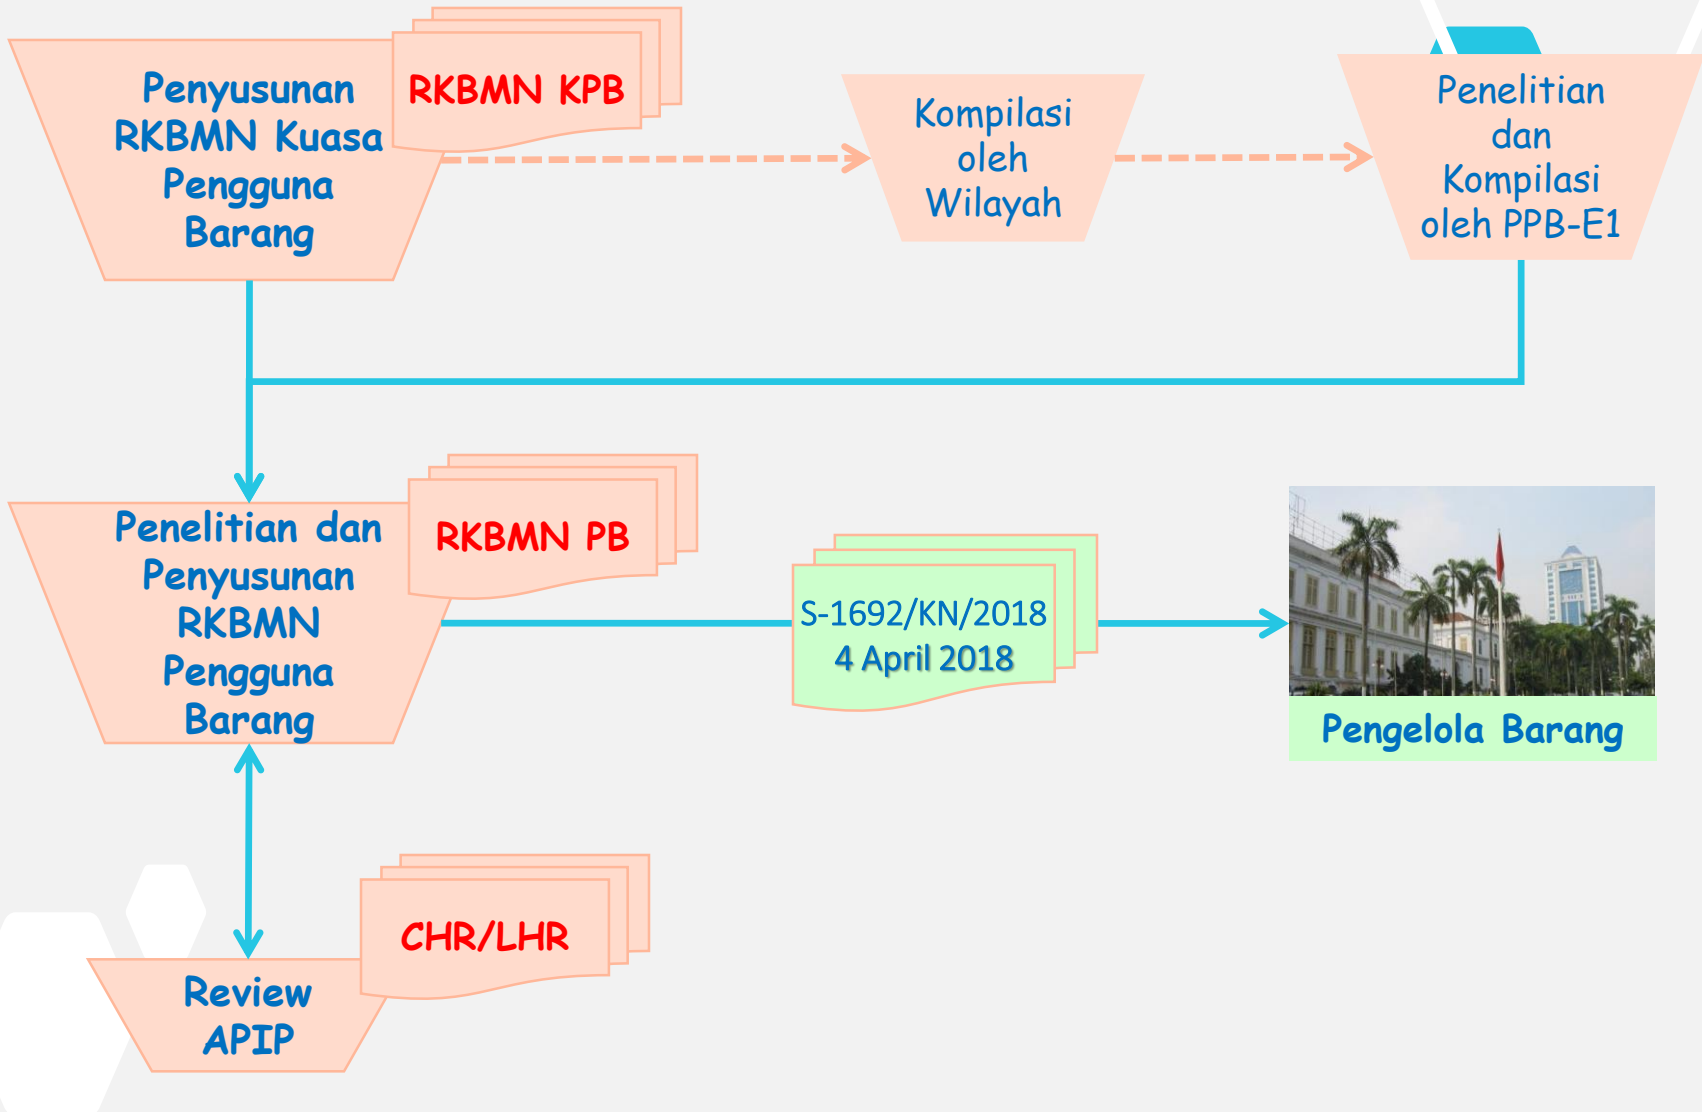 Penyusunan
RKBMN Kuasa
Pengguna
Barang
RKBMN KPB
Kompilasi
oleh
Wilayah
Penelitian
dan
Kompilasi
oleh PPB-E1
Penelitian dan
Penyusunan
RKBMN
Pengguna
Barang
RKBMN PB
S-1692/KN/2018
4 April 2018
Pengelola Barang
CHR/LHR
Review
APIP